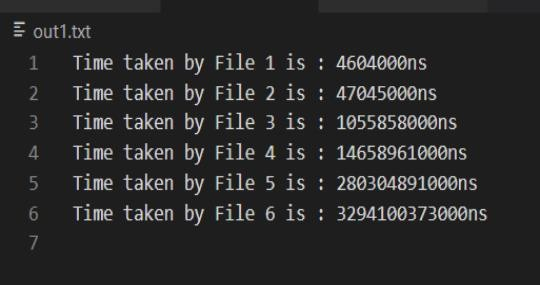 out1.txt
1 Time taken by File 1 is : 4604000ns
2 Time taken by File 2 is : 47045000ns
3 Time taken by File 3 is : 1055858000ns
4 Time taken by File 4 is : 14658961000ns
5 Time taken by File 5 is : 280304891000ns
6 Time taken by File 6 is : 3294100373000ns
7